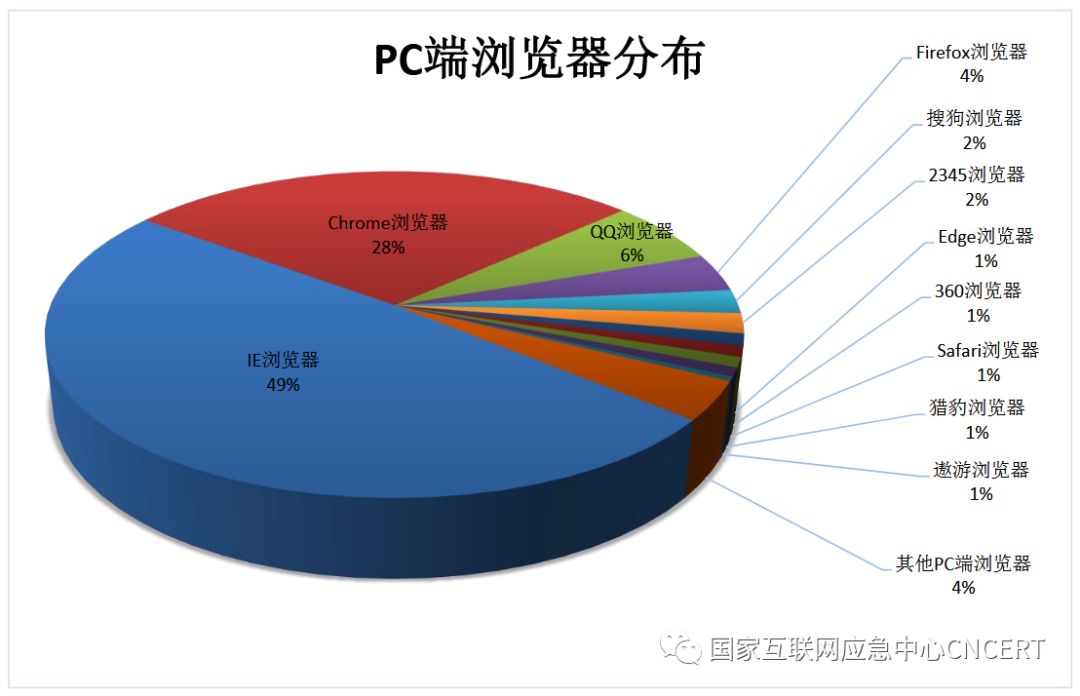 PC端浏览器分布
Firefox浏览器
4%
搜狗浏览器
2%
2345浏览器
2%
Chrome浏览器
28%
QQ浏览器
6%
Edge浏览器
1%
360浏览器
1%
IE浏览器
49%
Safari浏览器
1%
猎豹浏览器
1%
遨游浏览器
1%
其他PC端浏览器
4%
国家互联网应急中心CNCERT